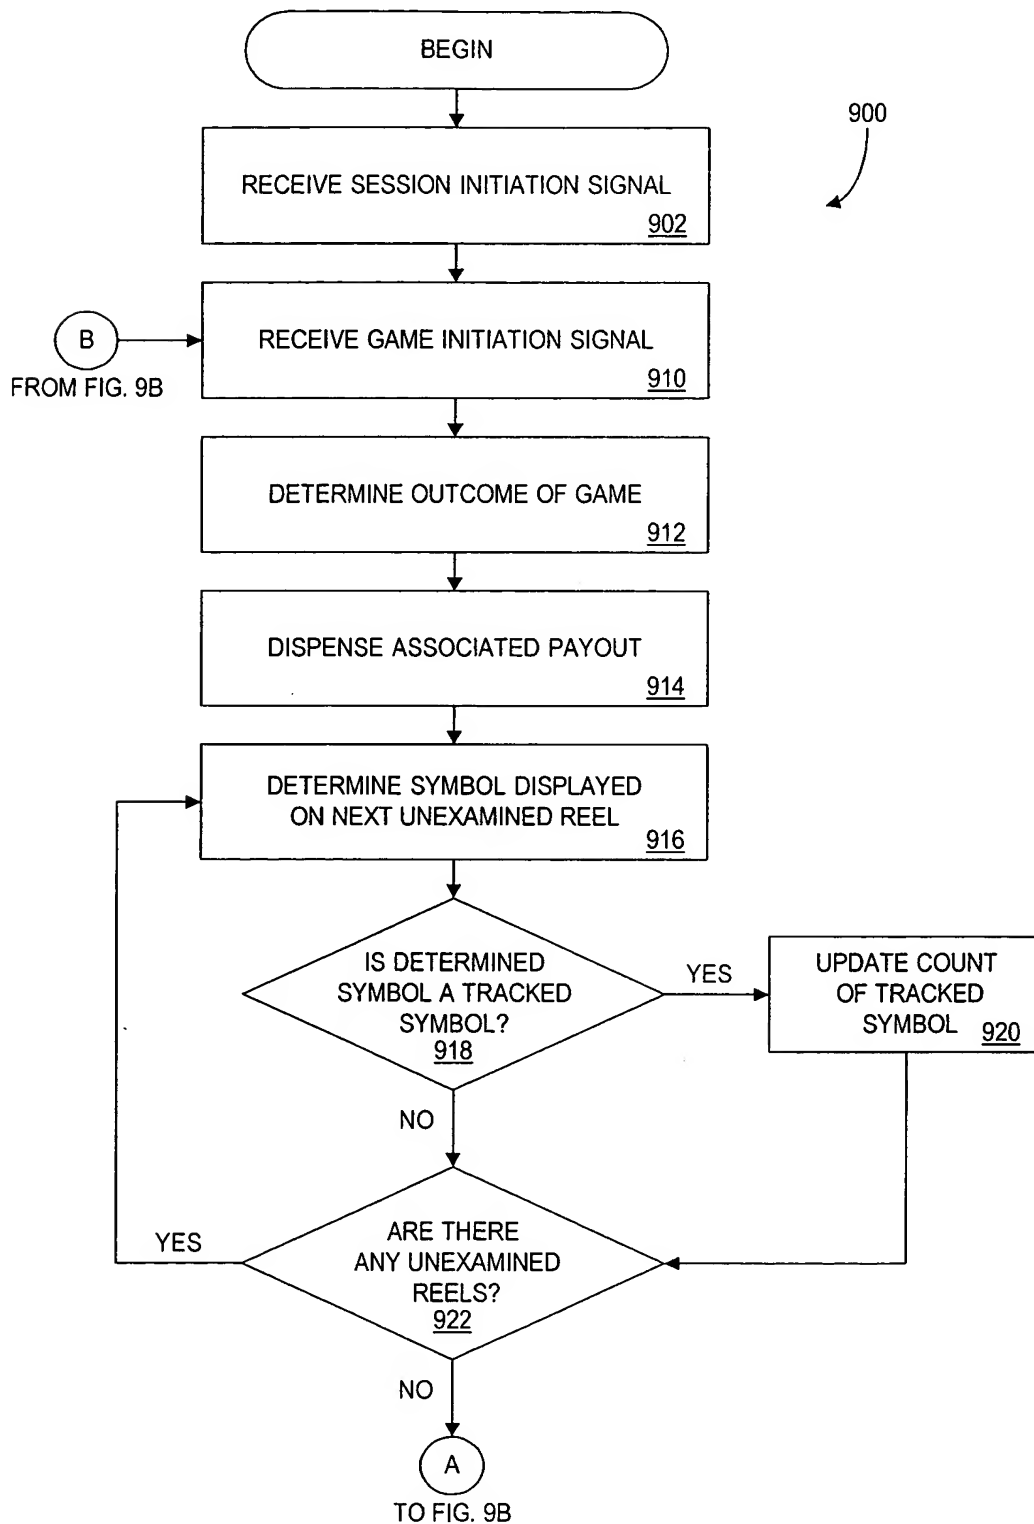 BEGIN
900
RECEIVE SESSION INITIATION SIGNAL
902
B
FROM FIG. 9B
RECEIVE GAME INITIATION SIGNAL
910
DETERMINE OUTCOME OF GAME
912
DISPENSE ASSOCIATED PAYOUT
914
DETERMINE SYMBOL DISPLAYED
ON NEXT UNEXAMINED REEL
916
IS DETERMINED
SYMBOL A TRACKED
SYMBOL?
918
YES
UPDATE COUNT
OF TRACKED
SYMBOL
920
NO
ARE THERE
ANY UNEXAMINED
REELS?
922
YES
NO
A
TO FIG. 9B